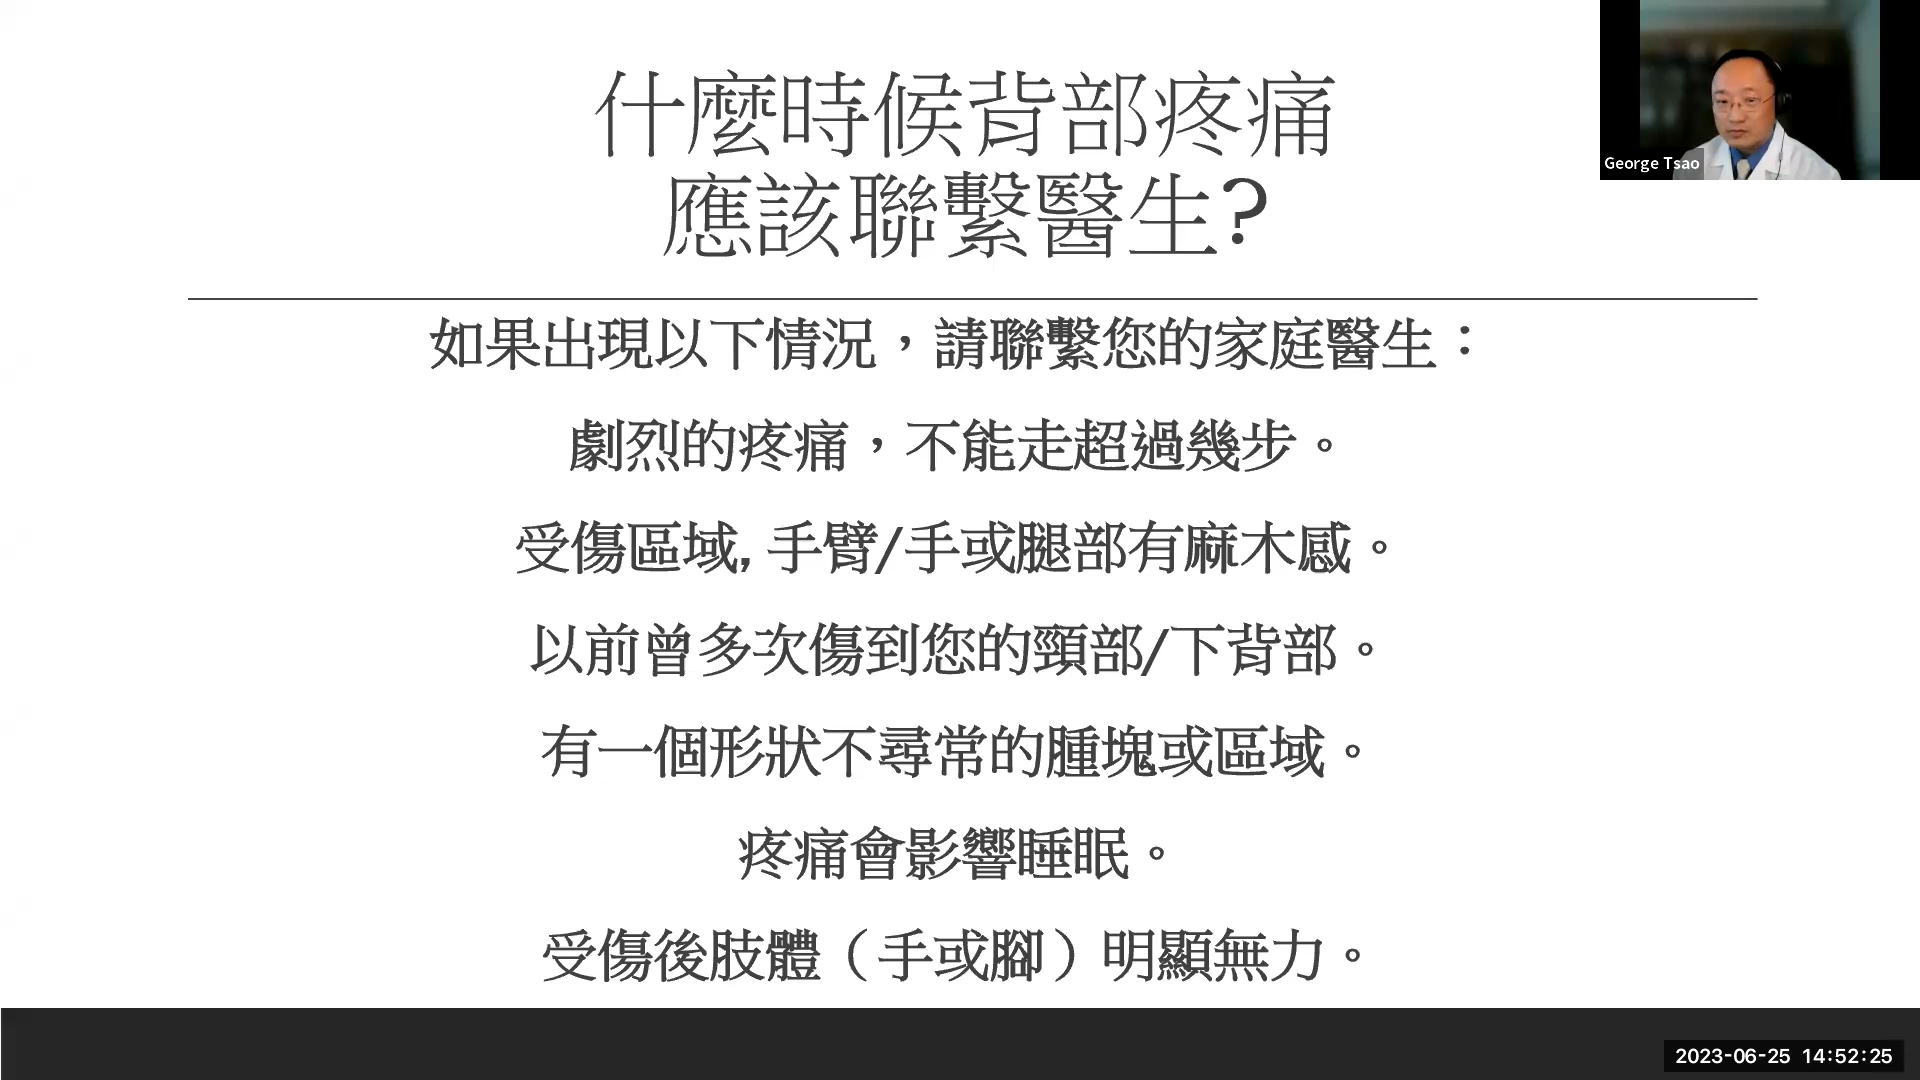 什麼時候背部疼痛
應該聯繫醫生?
George Tsao
如果出現以下情況，請聯繫您的家庭醫生：
劇烈的疼痛，不能走超過幾步。
受傷區域, 手臂/手或腿部有麻木感。
以前曾多次傷到您的頸部/下背部。
有一個形狀不尋常的腫塊或區域。
疼痛會影響睡眠。
受傷後肢體（手或腳）明顯無力。
2023-06-25 14:52:25